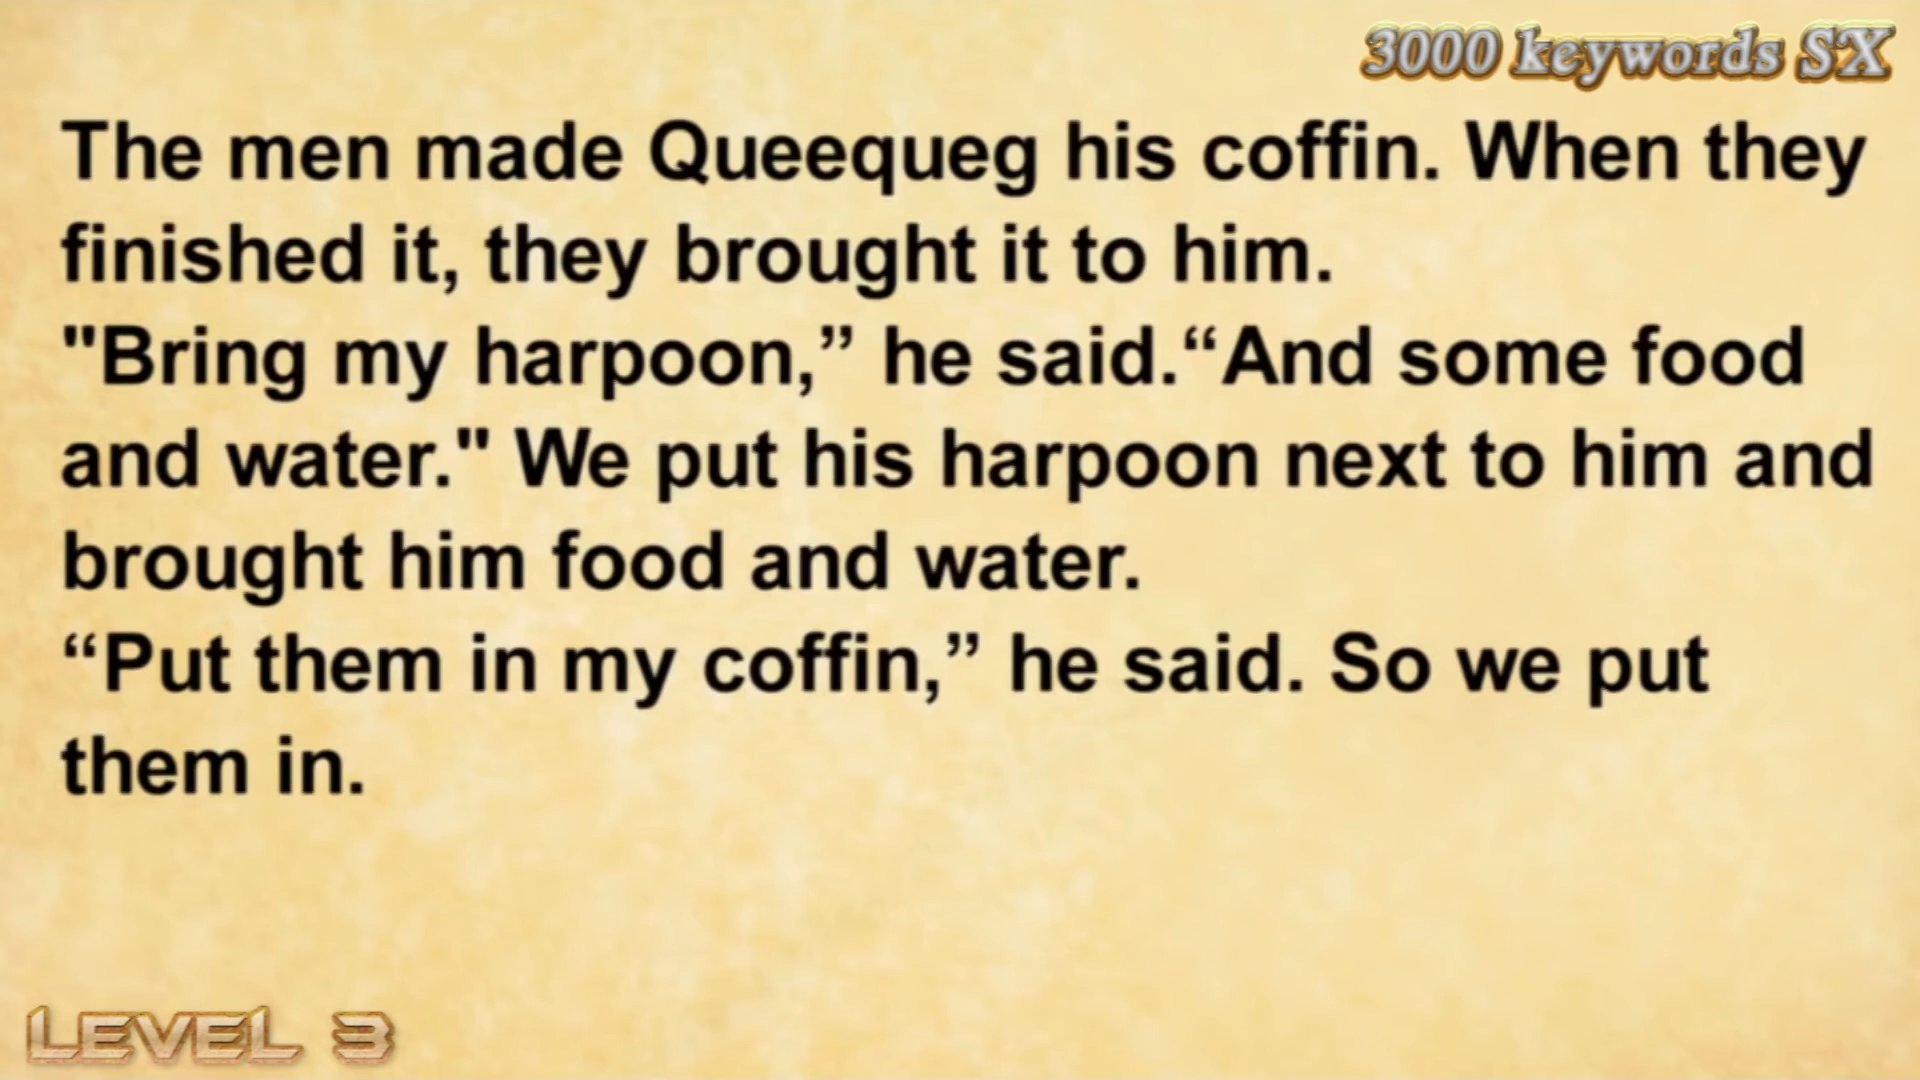 3000 keywords SX
The men made Queequeg his coffin. When they
finished it, they brought it to him.
"Bring my harpoon,” he said.“And some food
and water." We put his harpoon next to him and
brought him food and water.
“Put them in my coffin,” he said. So we put
them in.
LEVEL 3